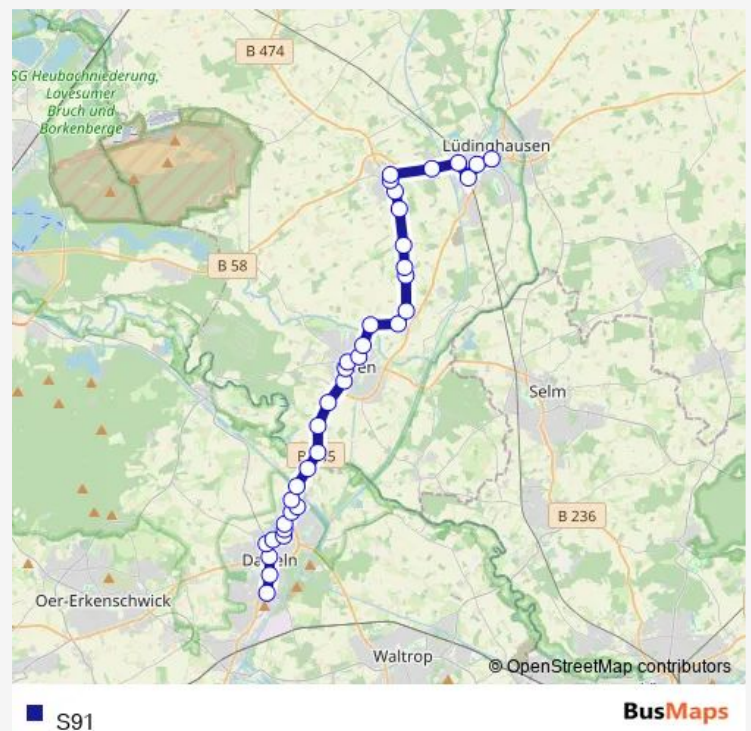 B 474
SG Heubachniederung,
Lavesumer
Bruch und
Borkenberge
Lüdinghausen
B 58
Selm
B 236
Oer-Erkenschwick
Waltrop
© OpenStreetMap contributors
S91
BusMaps